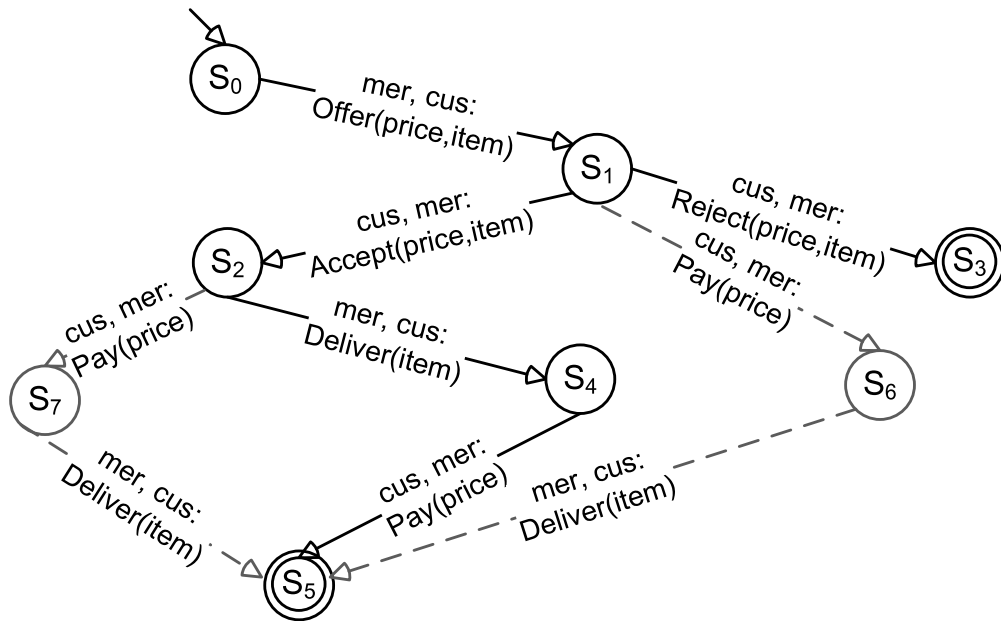 S₀
mer, cus:
Offer(price,item)
S₁
cus, mer:
Reject(price,item)
S₃
cus, mer:
Accept(price,item)
S₂
cus, mer:
Pay(price)
S₆
cus, mer:
Pay(price)
S₇
mer, cus:
Deliver(item)
S₄
cus, mer:
Pay(price)
mer, cus:
Deliver(item)
mer, cus:
Deliver(item)
S₅